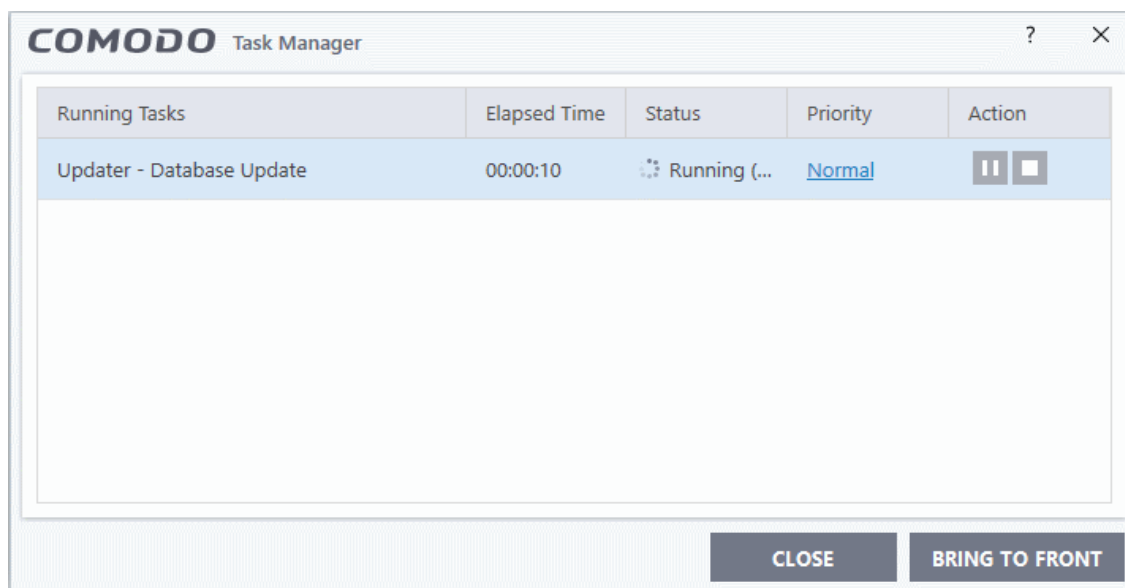 COMODO Task Manager ?
Running Tasks Elapsed Time Status Priority Action
Updater - Database Update 00:00:10 Running (... Normal
CLOSE BRING TO FRONT